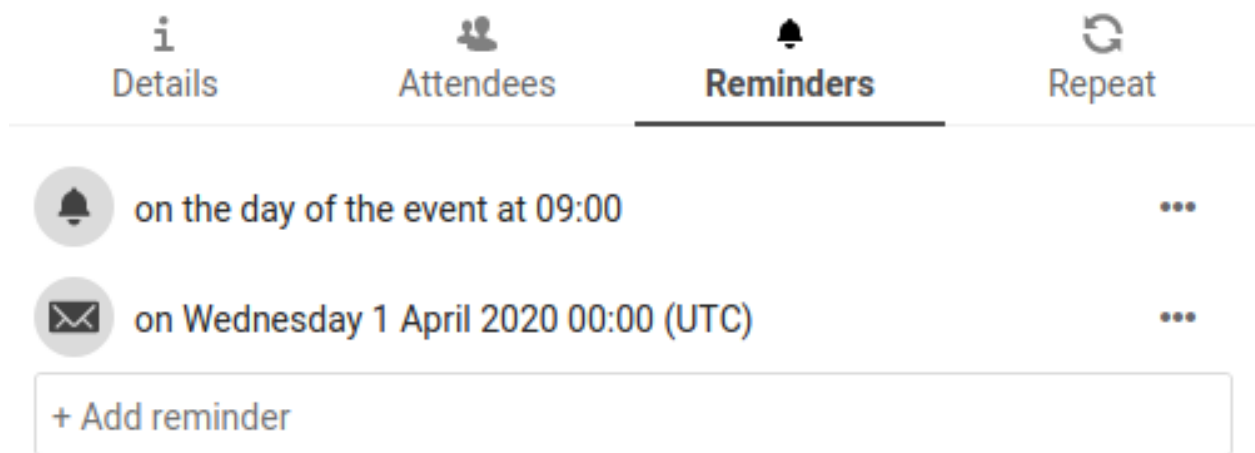 Details Attendees Reminders Repeat
on the day of the event at 09:00
on Wednesday 1 April 2020 00:00 (UTC)
+ Add reminder